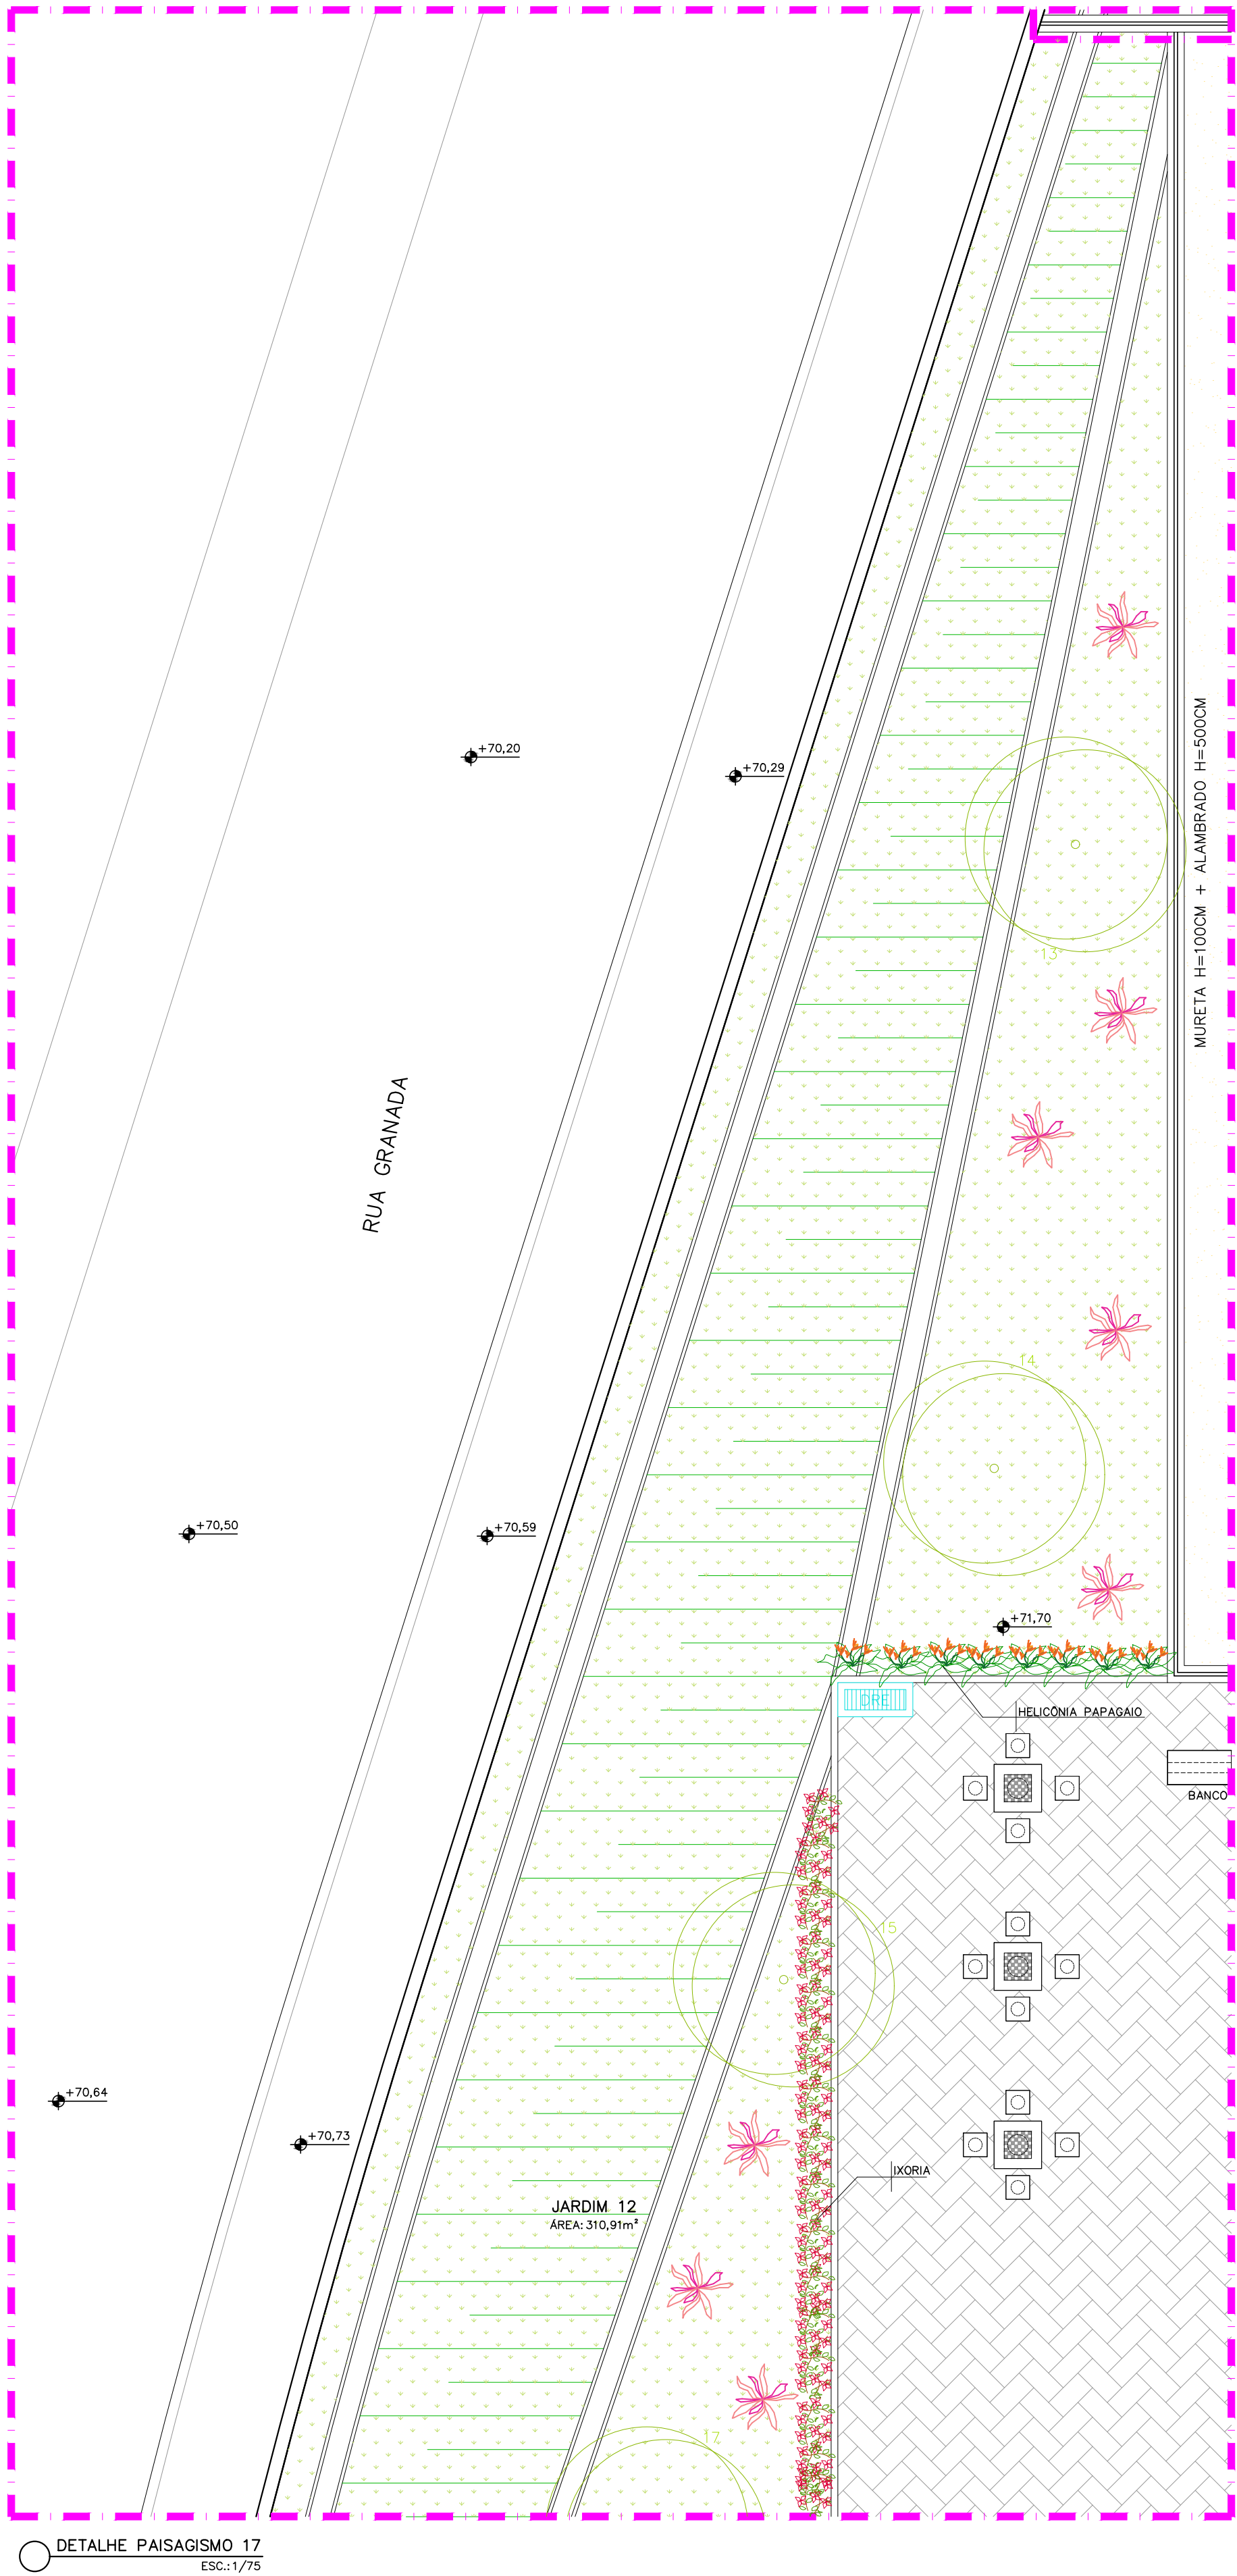 +70,20
+70,29
MURETA H=100CM + ALAMBRADO H=500CM
13
RUA GRANADA
14
+70,50
+70,59
+71,70
DRE
HELICÔNIA PAPAGAIO
BANCO
15
+70,64
+70,73
IXORIA
JARDIM 12
ÁREA: 310,91m²
17
DETALHE PAISAGISMO 17
ESC.:1/75